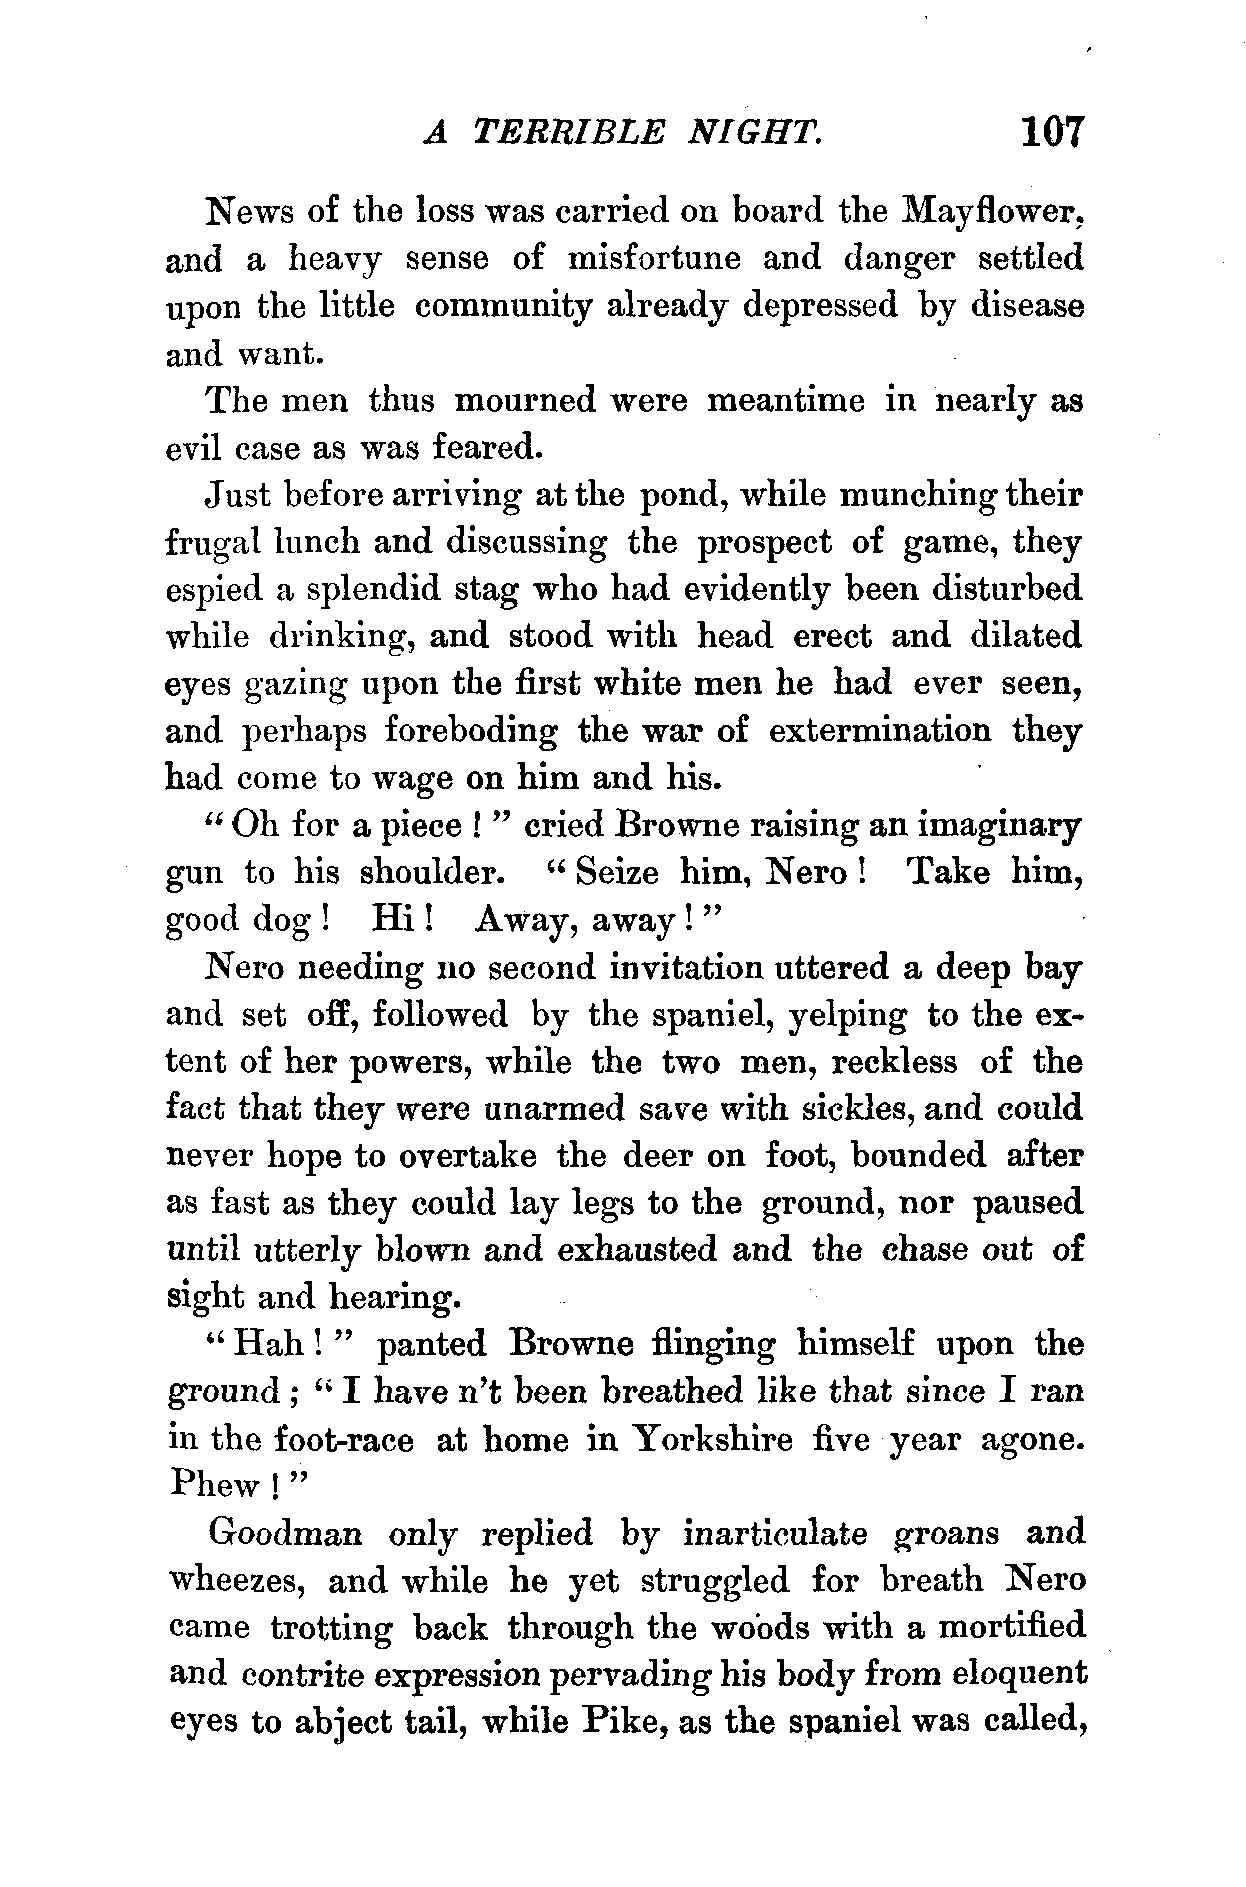 A TERRIBLE NIGHT. 107
News of the loss was carried on board the Mayflower,
and a heavy sense of misfortune and danger settled
upon the little community already depressed by disease
and want.
The men thus mourned were meantime in nearly as
evil case as was feared.
Just before arriving at the pond, while munching their
frugal lunch and discussing the prospect of game, they
espied a splendid stag who had evidently been disturbed
while drinking, and stood with head erect and dilated
eyes gazing upon the first white men he had ever seen,
and perhaps foreboding the war of extermination they
had come to wage on him and his.
“ Oh for a piece ! ” cried Browne raising an imaginary
gun to his shoulder. “ Seize him, Nero ! Take him,
good dog ! Hi ! Away, away ! ”
Nero needing no second invitation uttered a deep bay
and set off, followed by the spaniel, yelping to the ex-
tent of her powers, while the two men, reckless of the
fact that they were unarmed save with sickles, and could
never hope to overtake the deer on foot, bounded after
as fast as they could lay legs to the ground, nor paused
until utterly blown and exhausted and the chase out of
sight and hearing.
“ Hah ! ” panted Browne flinging himself upon the
ground ; “ I have n’t been breathed like that since I ran
in the foot-race at home in Yorkshire five year agone.
Phew ! ”
Goodman only replied by inarticulate groans and
wheezes, and while he yet struggled for breath Nero
came trotting back through the woods with a mortified
and contrite expression pervading his body from eloquent
eyes to abject tail, while Pike, as the spaniel was called,